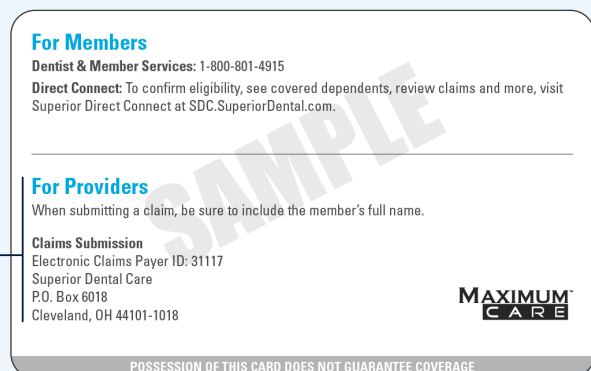 For Members
Dentist & Member Services: 1-800-801-4915
Direct Connect: To confirm eligibility, see covered dependents, review claims and more, visit
Superior Direct Connect at SDC.SuperiorDental.com.
SAMPLE
For Providers
When submitting a claim, be sure to include the member's full name.
Claims Submission
Electronic Claims Payer ID: 31117
Superior Dental Care
P.O. Box 6018
Cleveland, OH 44101-1018
MAXIMUM™
CARE
POSSESSION OF THIS CARD DOES NOT GUARANTEE COVERAGE